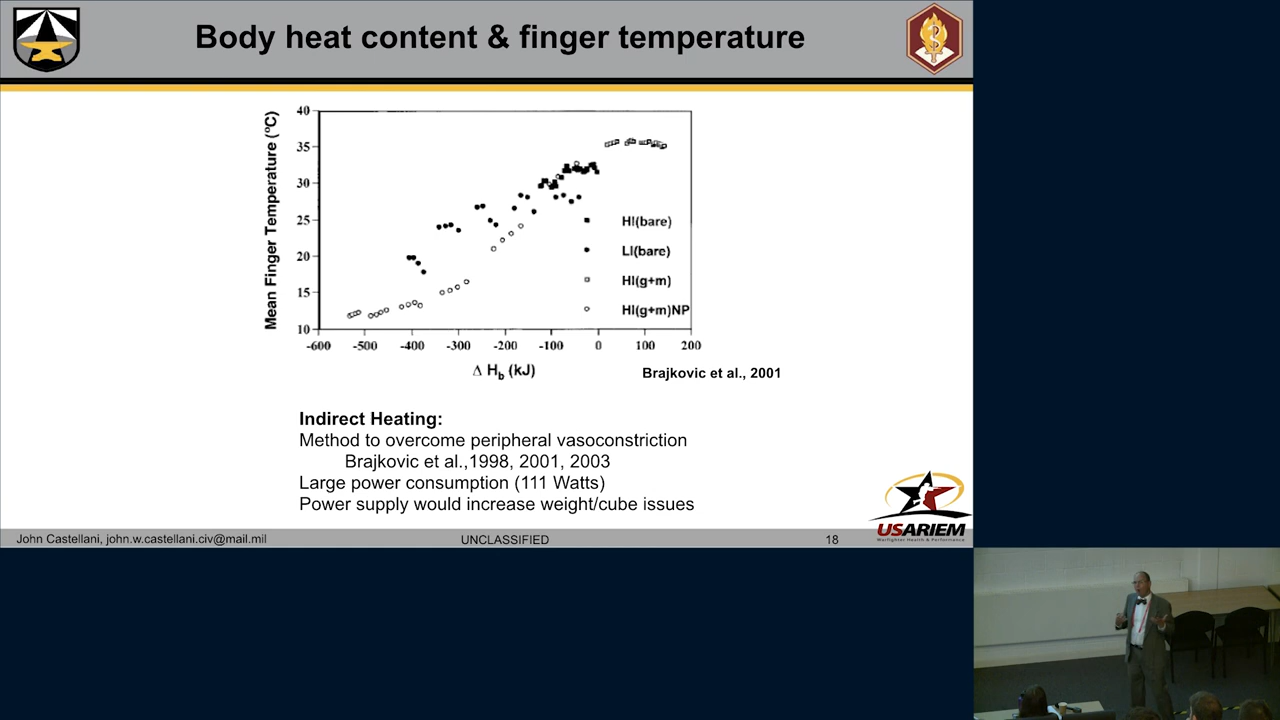 Body heat content & finger temperature
Mean Finger Temperature (°C)
40
35
30
25
20
15
10
-600
-500
-400
-300
-200
-100
0
100
200
HI(bare)
LI(bare)
HI(g+m)
HI(g+m)NP
Δ Hb (kJ)
Brajkovic et al., 2001
Indirect Heating:
Method to overcome peripheral vasoconstriction
Brajkovic et al.,1998, 2001, 2003
Large power consumption (111 Watts)
Power supply would increase weight/cube issues
USARIEM
Warfighter Health & Performance
John Castellani, john.w.castellani.civ@mail.mil
UNCLASSIFIED
18